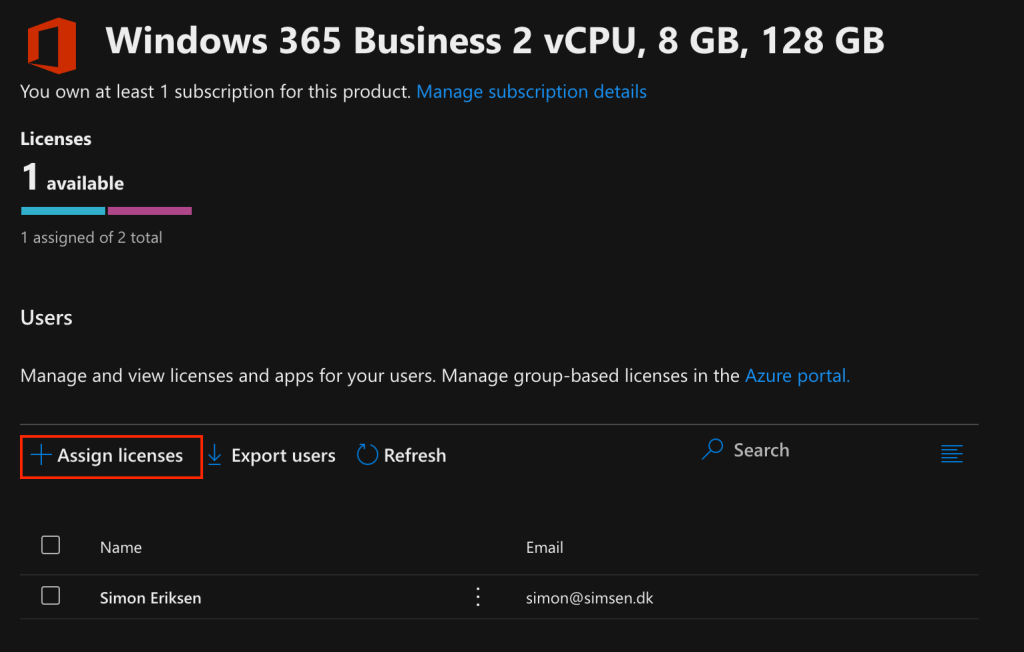 Windows 365 Business 2 vCPU, 8 GB, 128 GB
You own at least 1 subscription for this product. Manage subscription details
Licenses
1 available
1 assigned of 2 total
Users
Manage and view licenses and apps for your users. Manage group-based licenses in the Azure portal.
Assign licenses Export users Refresh Search
Name Email
Simon Eriksen simon@simsen.dk